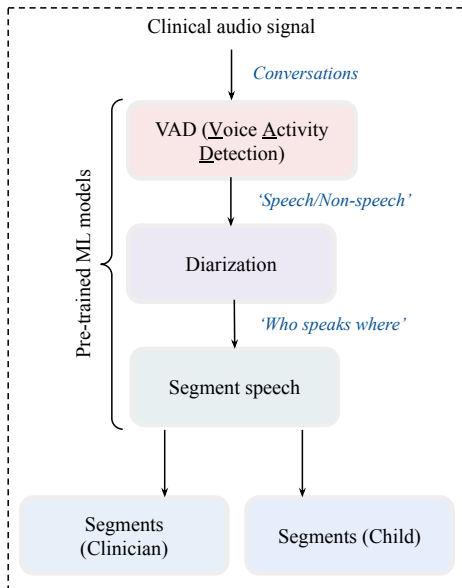 Clinical audio signal
Conversations
VAD (Voice Activity
Detection)
‘Speech/Non-speech’
Pre-trained ML models
Diarization
‘Who speaks where’
Segment speech
Segments
(Clinician)
Segments (Child)